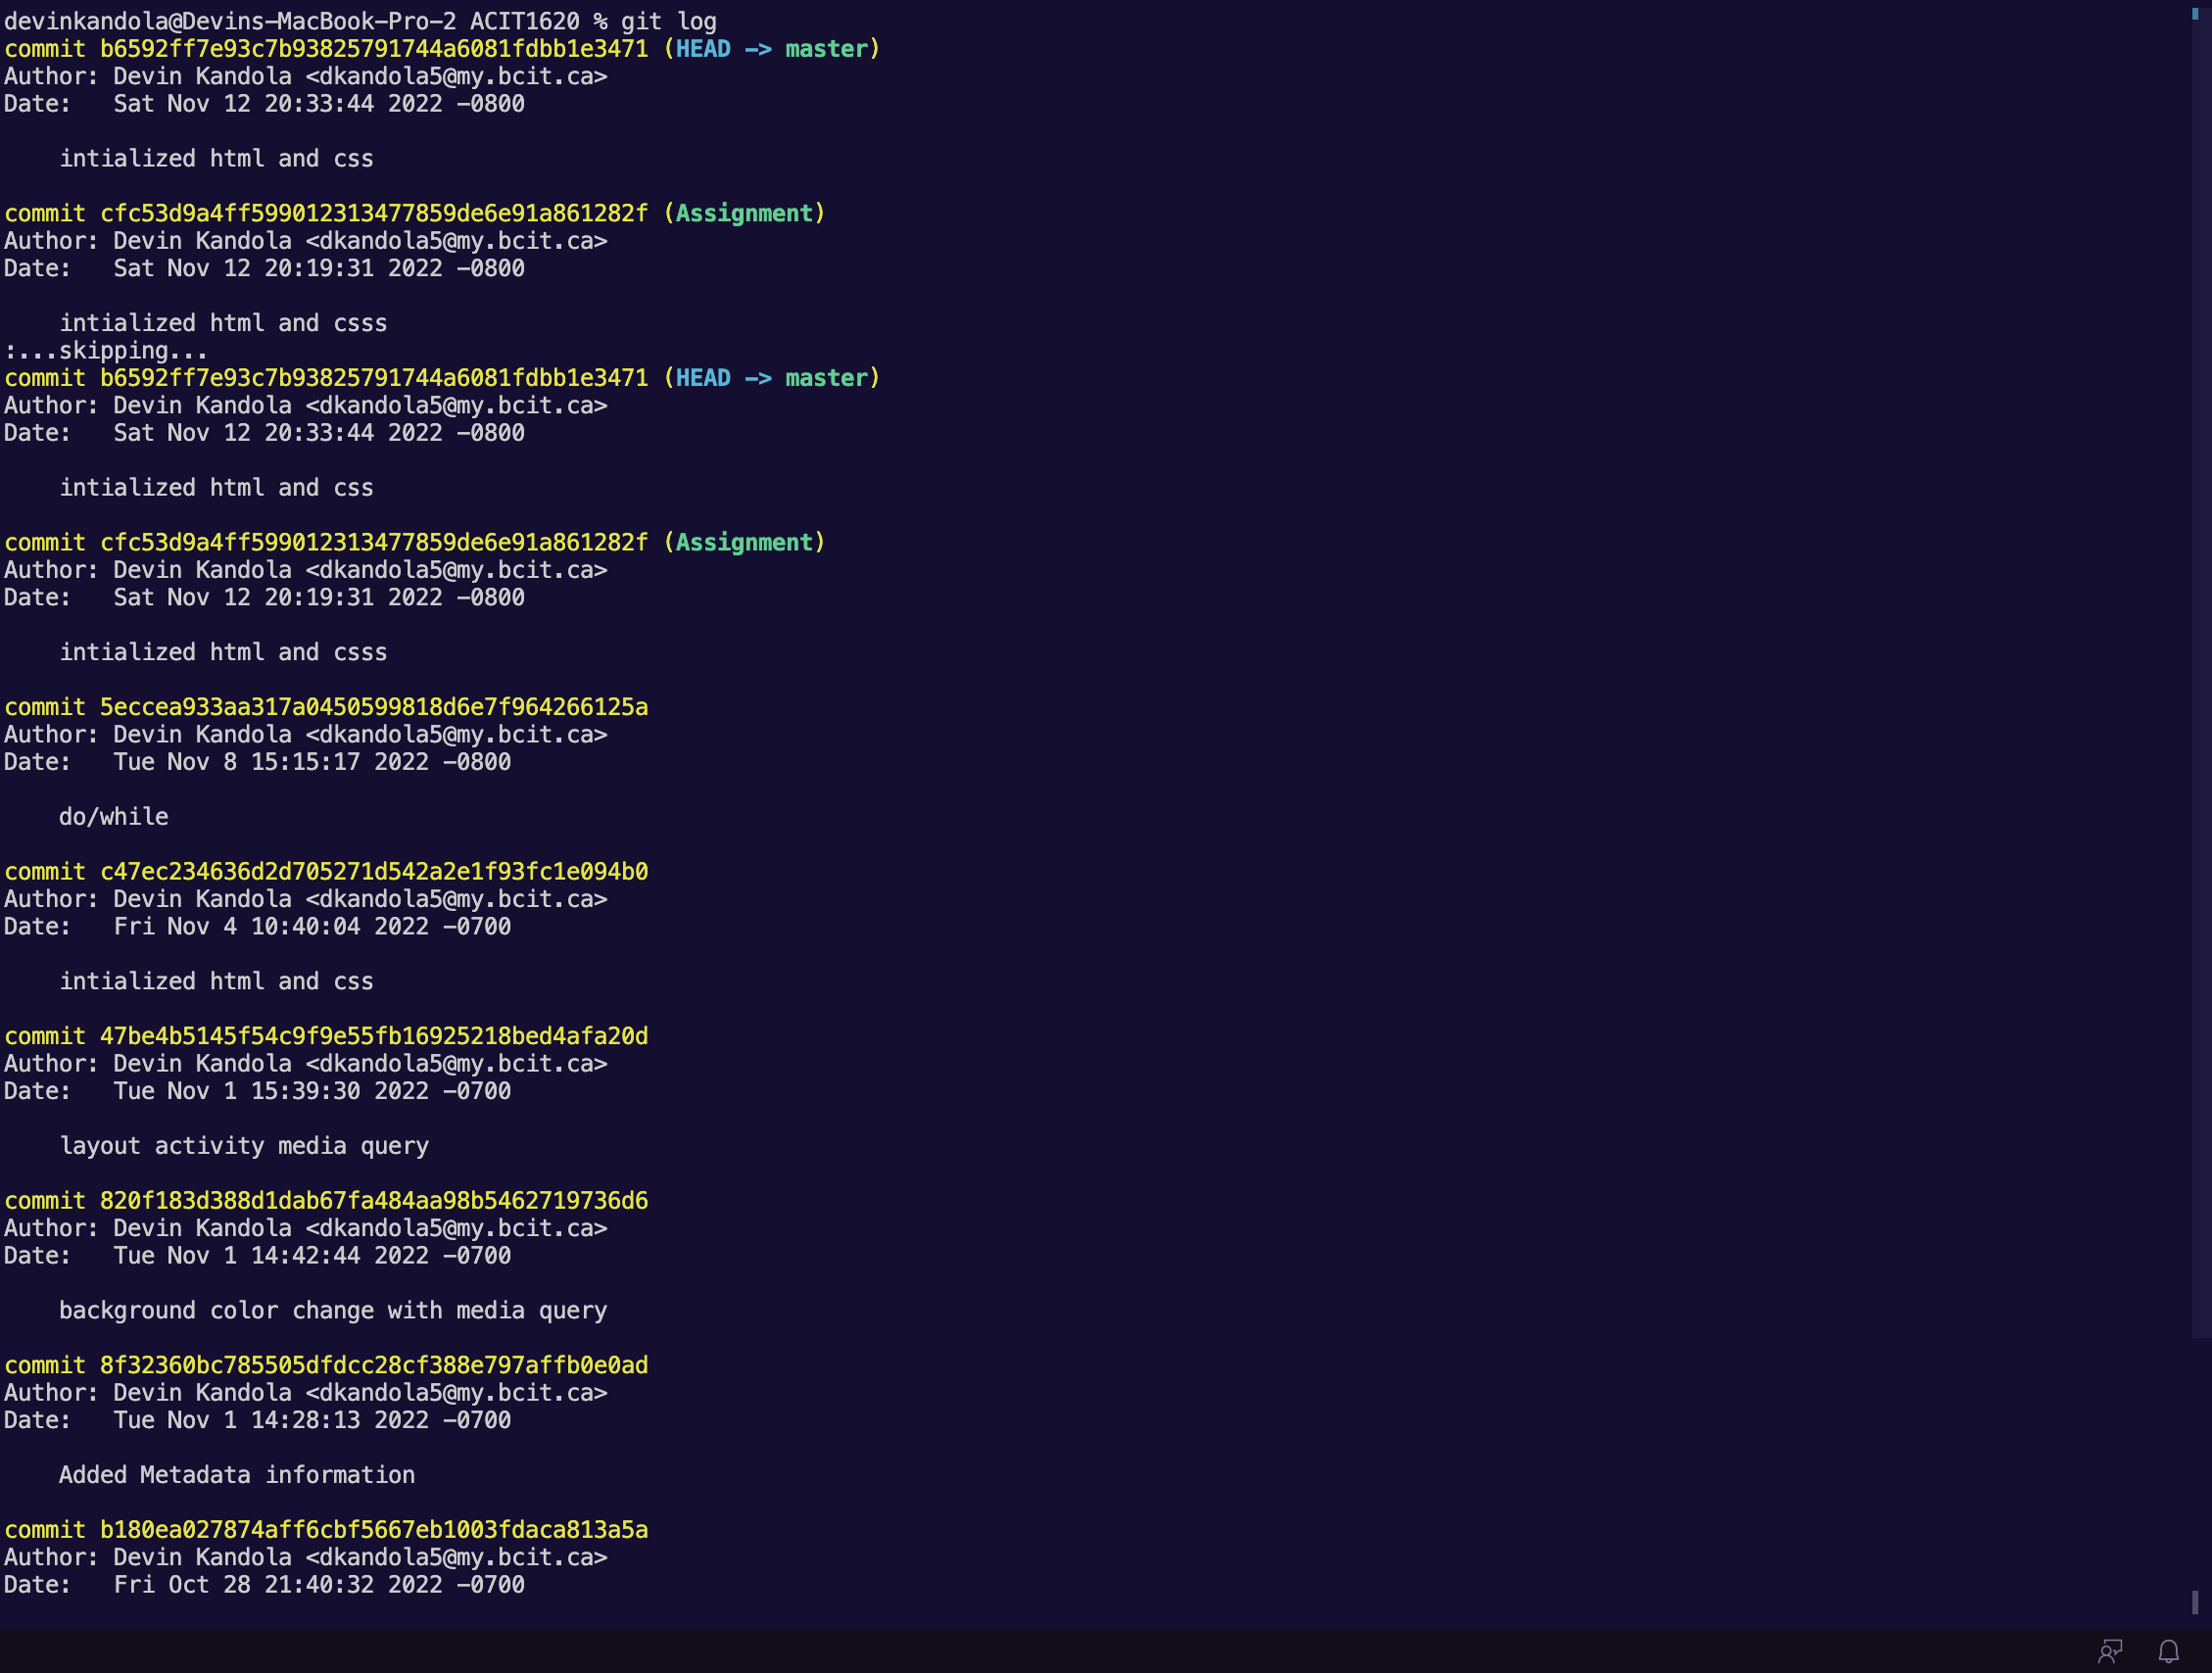 devinkandola@Devins-MacBook-Pro-2 ACIT1620 % git log
commit b6592ff7e93c7b93825791744a6081fdbb1e3471 (HEAD -> master)
Author: Devin Kandola <dkandola5@my.bcit.ca>
Date:   Sat Nov 12 20:33:44 2022 -0800

    intialized html and css

commit cfc53d9a4ff599012313477859de6e91a861282f (Assignment)
Author: Devin Kandola <dkandola5@my.bcit.ca>
Date:   Sat Nov 12 20:19:31 2022 -0800

    intialized html and csss
:...skipping...
commit b6592ff7e93c7b93825791744a6081fdbb1e3471 (HEAD -> master)
Author: Devin Kandola <dkandola5@my.bcit.ca>
Date:   Sat Nov 12 20:33:44 2022 -0800

    intialized html and css

commit cfc53d9a4ff599012313477859de6e91a861282f (Assignment)
Author: Devin Kandola <dkandola5@my.bcit.ca>
Date:   Sat Nov 12 20:19:31 2022 -0800

    intialized html and csss

commit 5eccea933aa317a0450599818d6e7f964266125a
Author: Devin Kandola <dkandola5@my.bcit.ca>
Date:   Tue Nov 8 15:15:17 2022 -0800

    do/while

commit c47ec234636d2d705271d542a2e1f93fc1e094b0
Author: Devin Kandola <dkandola5@my.bcit.ca>
Date:   Fri Nov 4 10:40:04 2022 -0700

    intialized html and css

commit 47be4b5145f54c9f9e55fb16925218bed4afa20d
Author: Devin Kandola <dkandola5@my.bcit.ca>
Date:   Tue Nov 1 15:39:30 2022 -0700

    layout activity media query

commit 820f183d388d1dab67fa484aa98b5462719736d6
Author: Devin Kandola <dkandola5@my.bcit.ca>
Date:   Tue Nov 1 14:42:44 2022 -0700

    background color change with media query

commit 8f32360bc785505dfdcc28cf388e797affb0e0ad
Author: Devin Kandola <dkandola5@my.bcit.ca>
Date:   Tue Nov 1 14:28:13 2022 -0700

    Added Metadata information

commit b180ea027874aff6cbf5667eb1003fdaca813a5a
Author: Devin Kandola <dkandola5@my.bcit.ca>
Date:   Fri Oct 28 21:40:32 2022 -0700